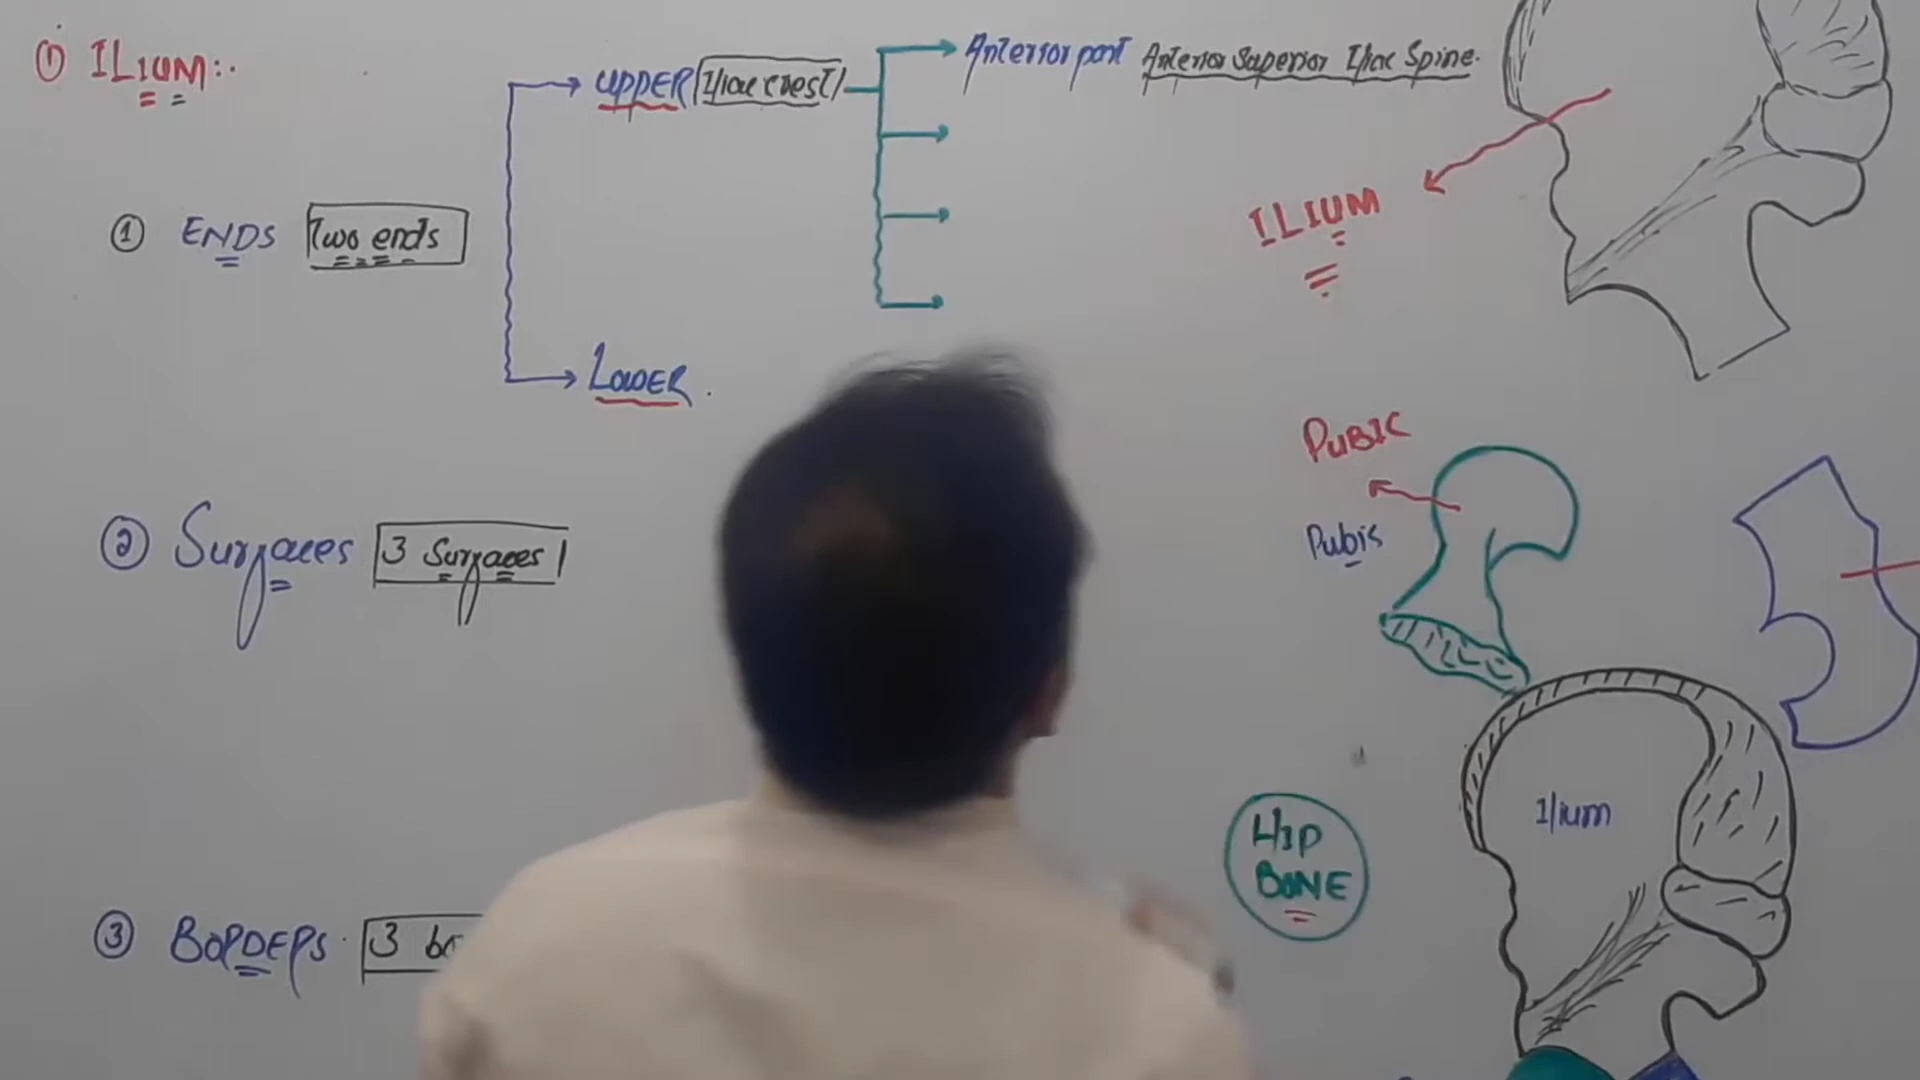 ① ILIUM:.
UPPER Iliac crest
Anterior part Anterior Superior Iliac Spine.
① ENDS Two ends
LOWER
② Surfaces 3 Surfaces
③ BORDERS 3
ILIUM
PUBIC
Pubis
HIP
BONE
Ilium